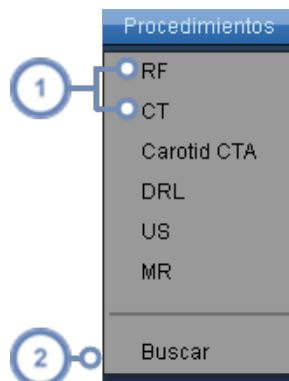 Procedimientos
1
RF
CT
Carotid CTA
DRL
US
MR
2
Buscar